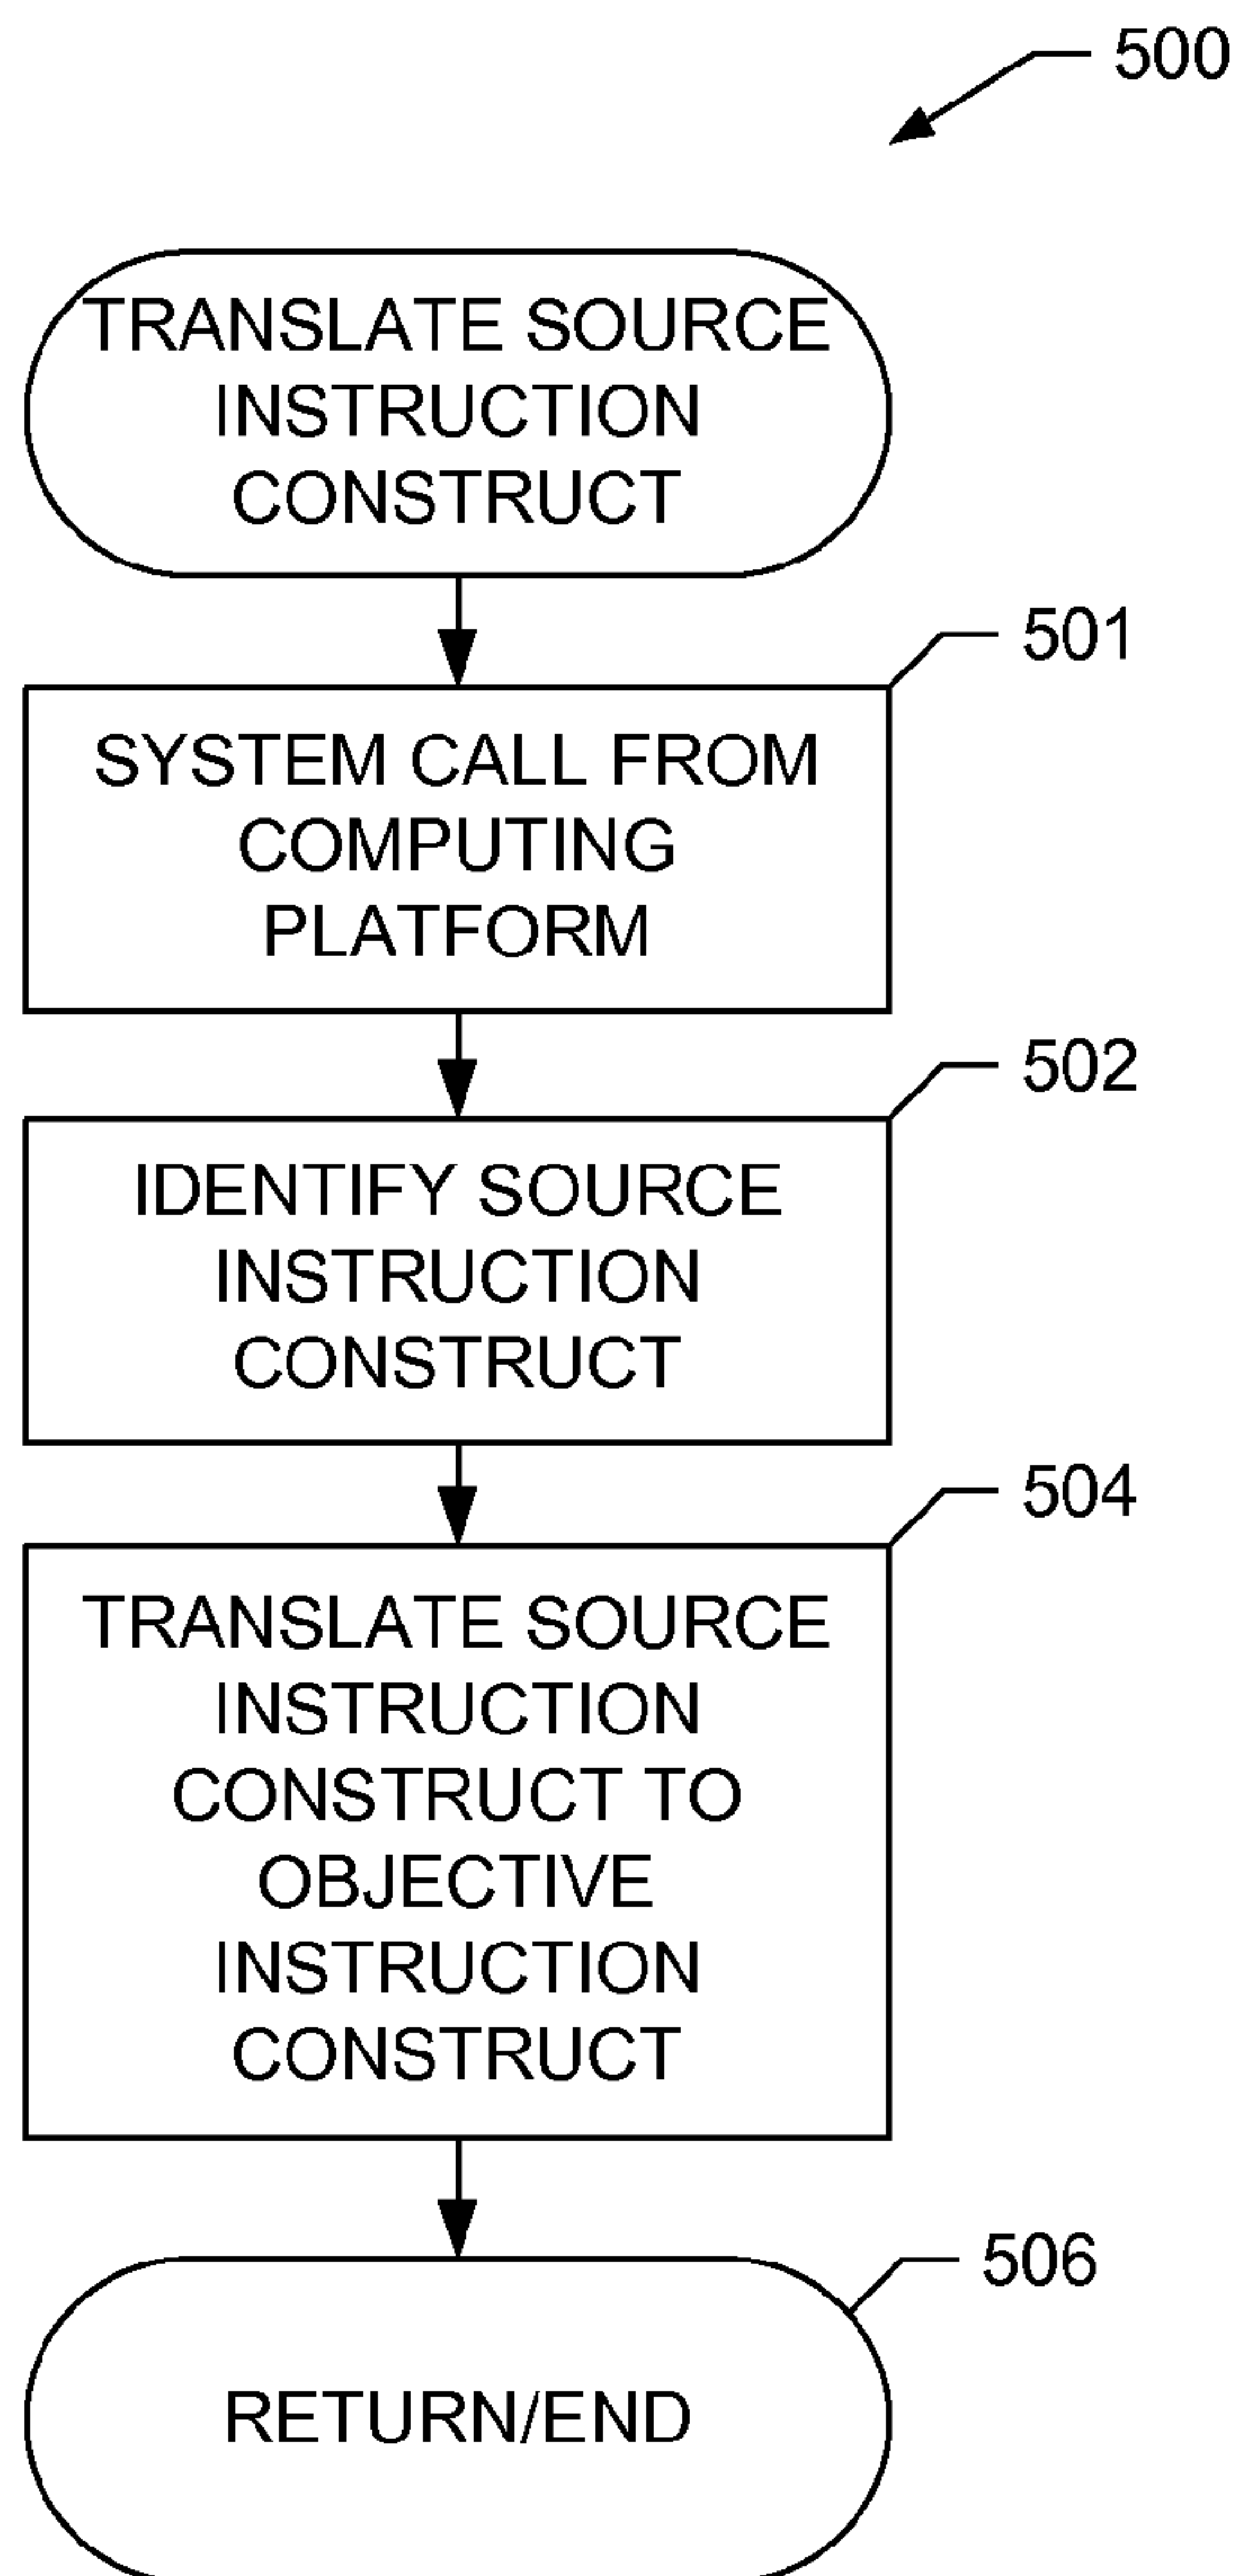 500
TRANSLATE SOURCE
INSTRUCTION
CONSTRUCT
501
SYSTEM CALL FROM
COMPUTING
PLATFORM
502
IDENTIFY SOURCE
INSTRUCTION
CONSTRUCT
504
TRANSLATE SOURCE
INSTRUCTION
CONSTRUCT TO
OBJECTIVE
INSTRUCTION
CONSTRUCT
506
RETURN/END